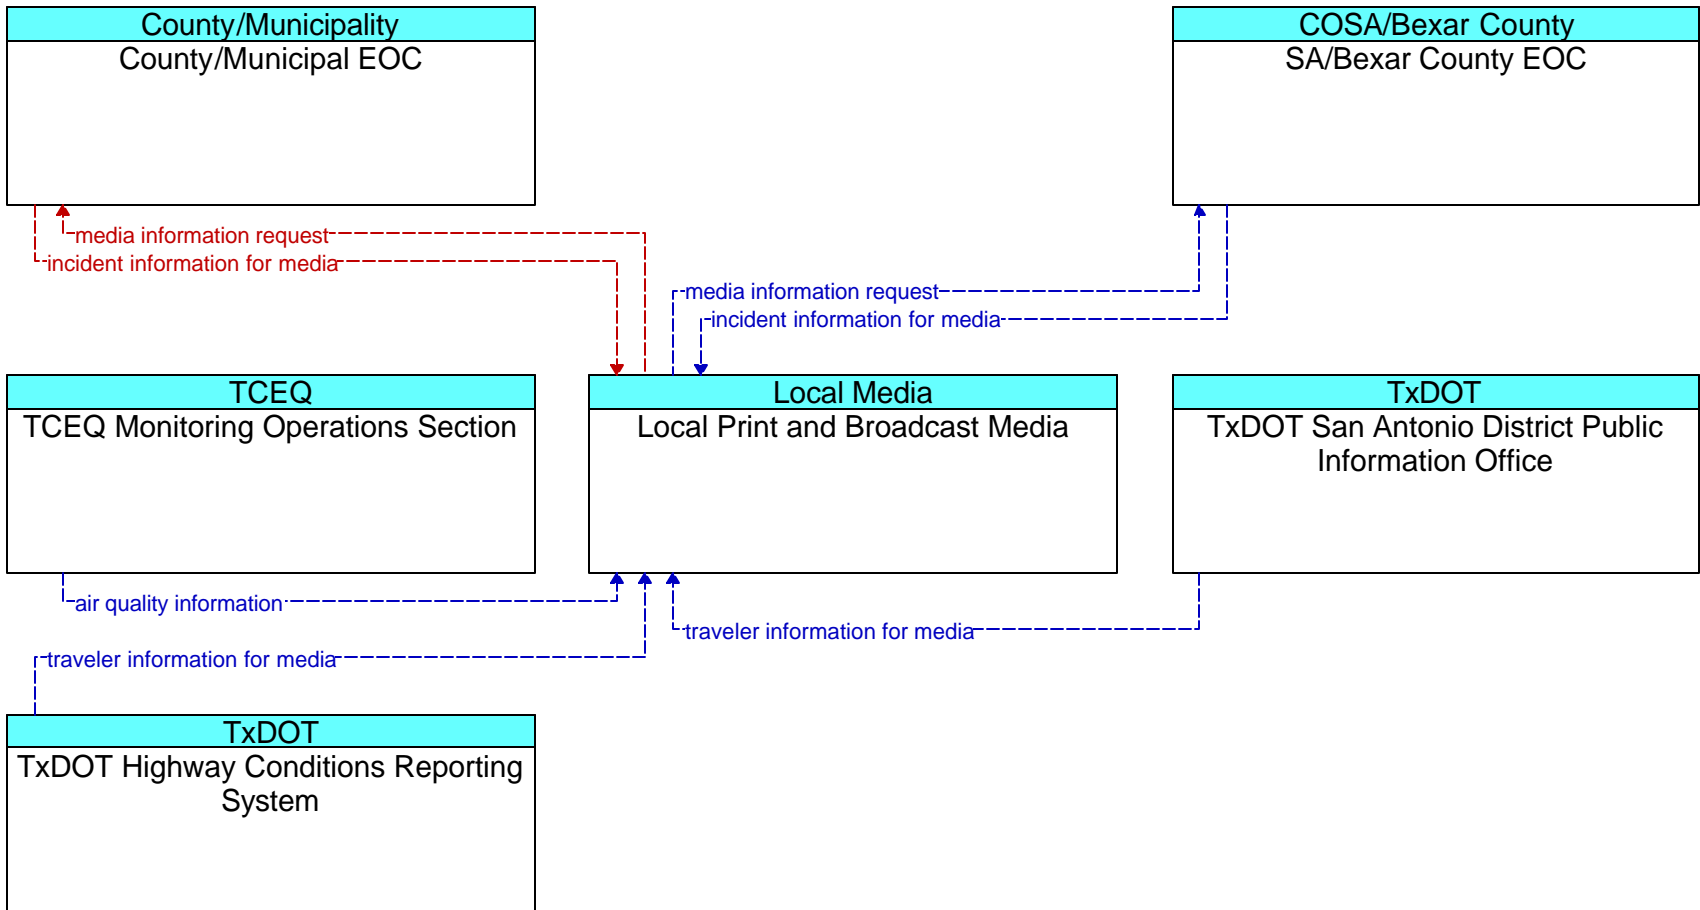 County/Municipality
County/Municipal EOC
COSA/Bexar County
SA/Bexar County EOC
media information request
incident information for media
media information request
incident information for media
TCEQ
TCEQ Monitoring Operations Section
Local Media
Local Print and Broadcast Media
TxDOT
TxDOT San Antonio District Public
Information Office
air quality information
traveler information for media
traveler information for media
TxDOT
TxDOT Highway Conditions Reporting
System